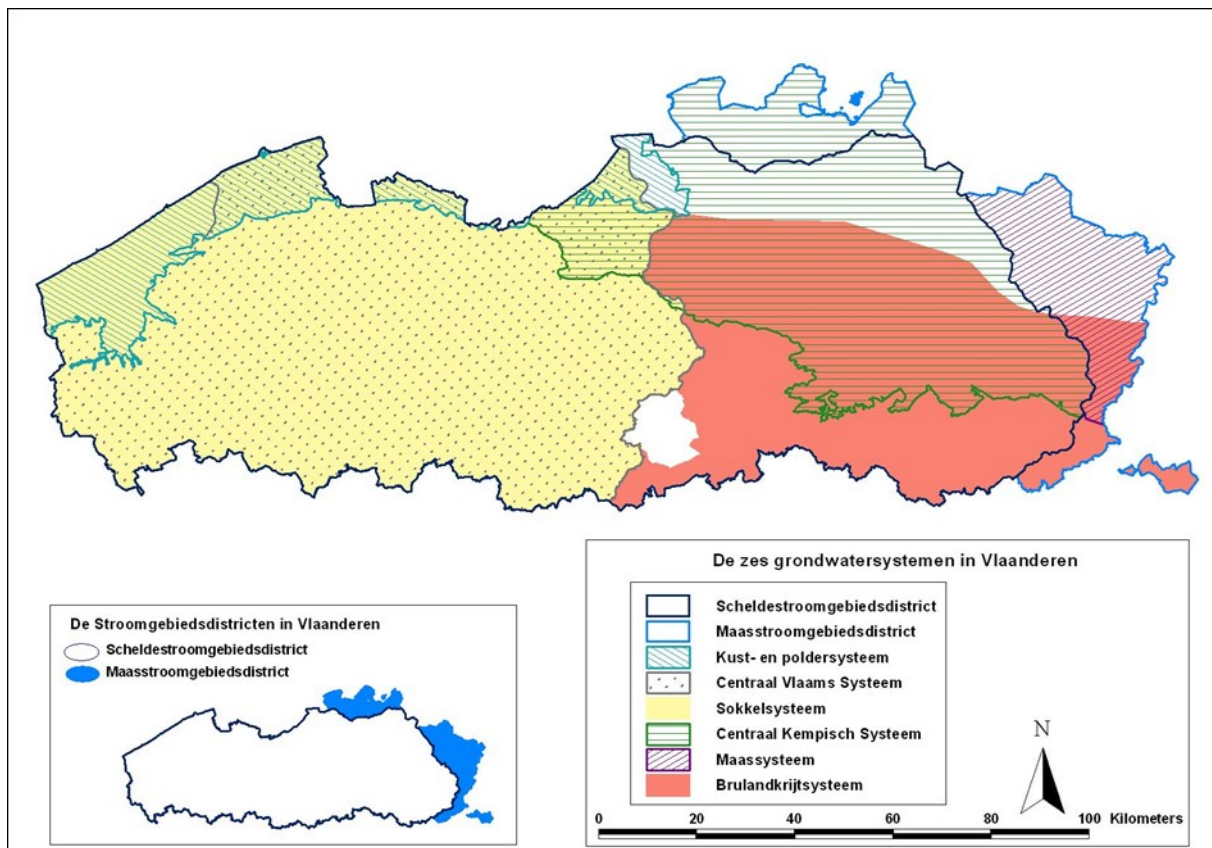 De zes grondwatersystemen in Vlaanderen
Scheldestroomgebiedsdistrict
Maasstroomgebiedsdistrict
Kust- en poldersysteem
Centraal Vlaams Systeem
Sokkelsysteem
Centraal Kempisch Systeem
Maassysteem
Brulandkrijtsysteem
N
0 20 40 60 80 100 Kilometers
De Stroomgebiedsdistricten in Vlaanderen
Scheldestroomgebiedsdistrict
Maasstroomgebiedsdistrict